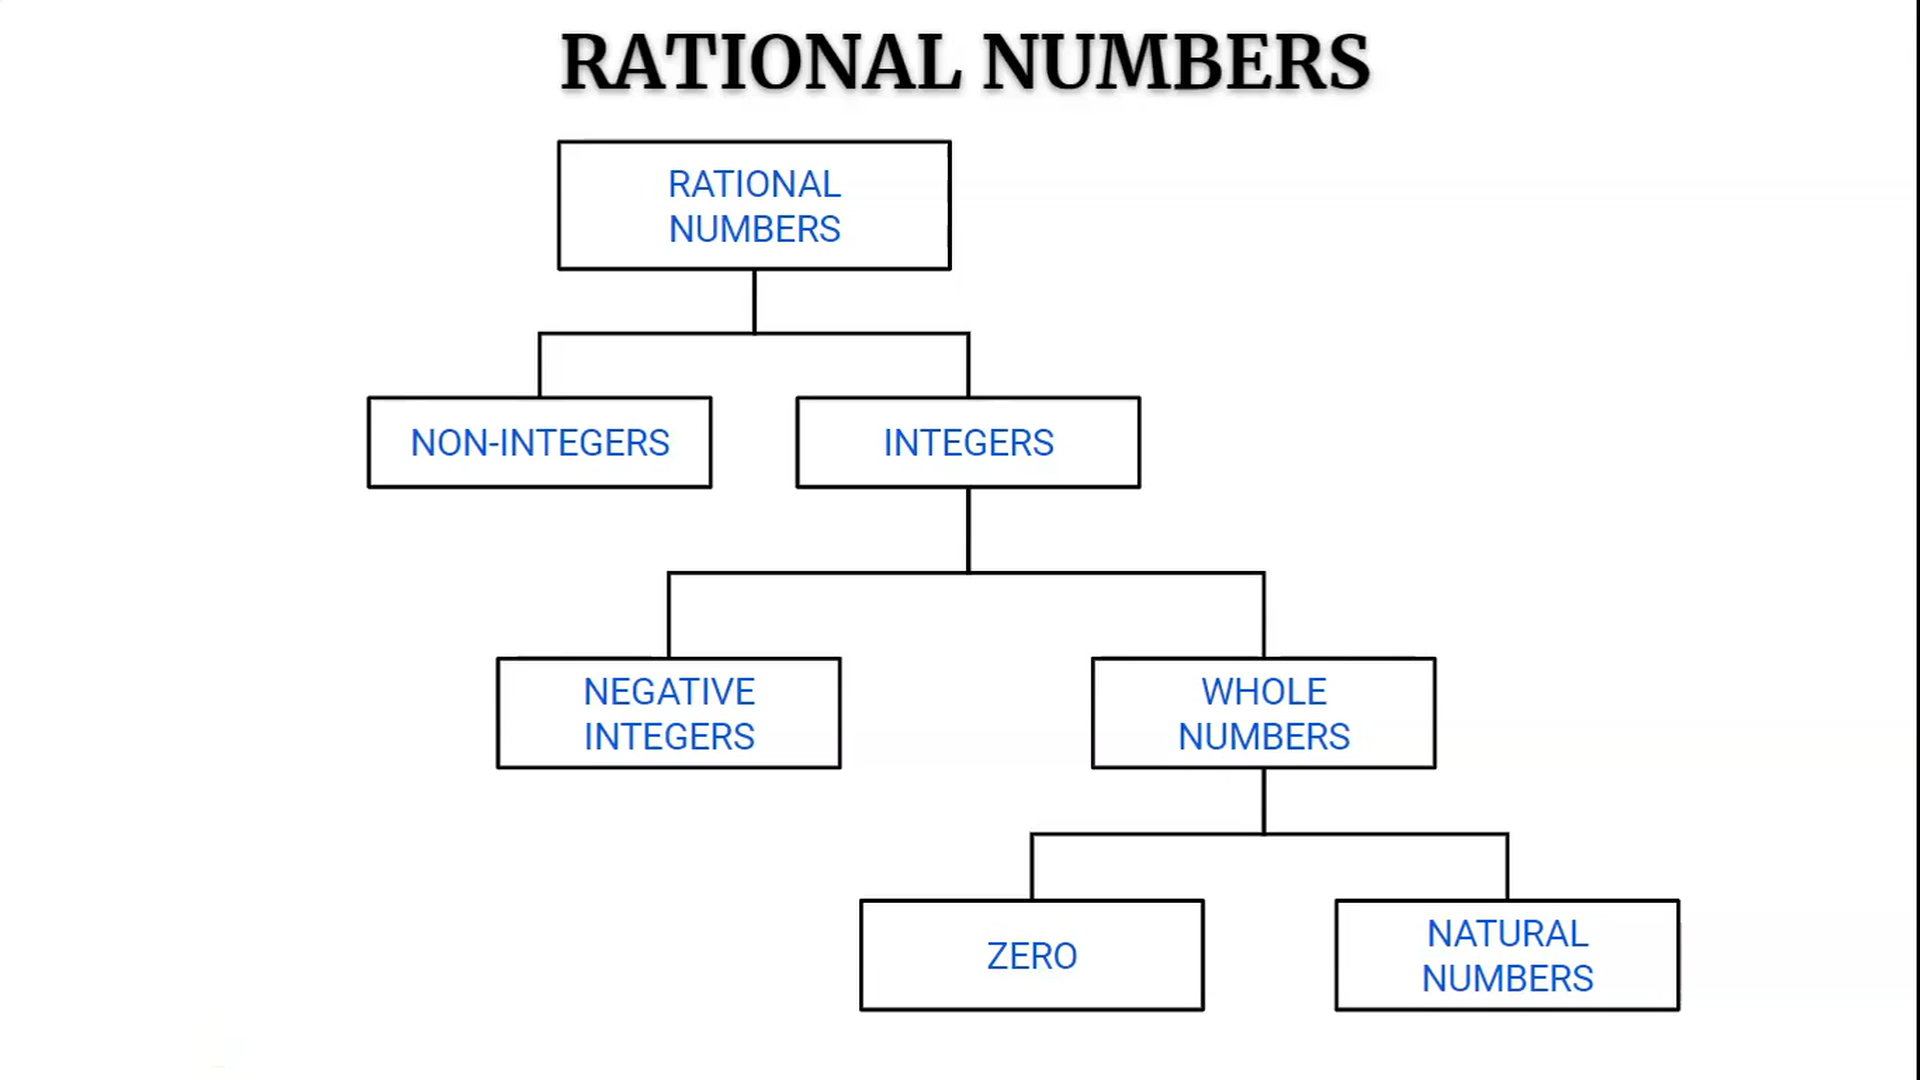 RATIONAL NUMBERS
RATIONAL
NUMBERS
NON-INTEGERS
INTEGERS
NEGATIVE
INTEGERS
WHOLE
NUMBERS
ZERO
NATURAL
NUMBERS